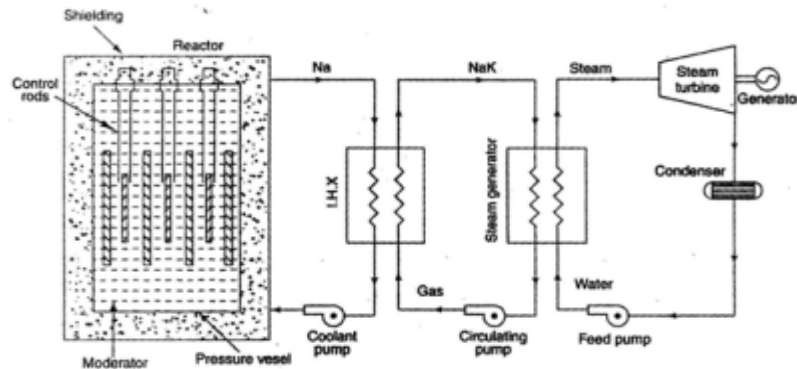 Shielding
Reactor
Control
rods
Na
NaK
Steam
Steam
turbine
Generator
Condenser
I.H.X
Steam generator
Gas
Water
Coolant
pump
Circulating
pump
Feed pump
Moderator
Pressure vesel